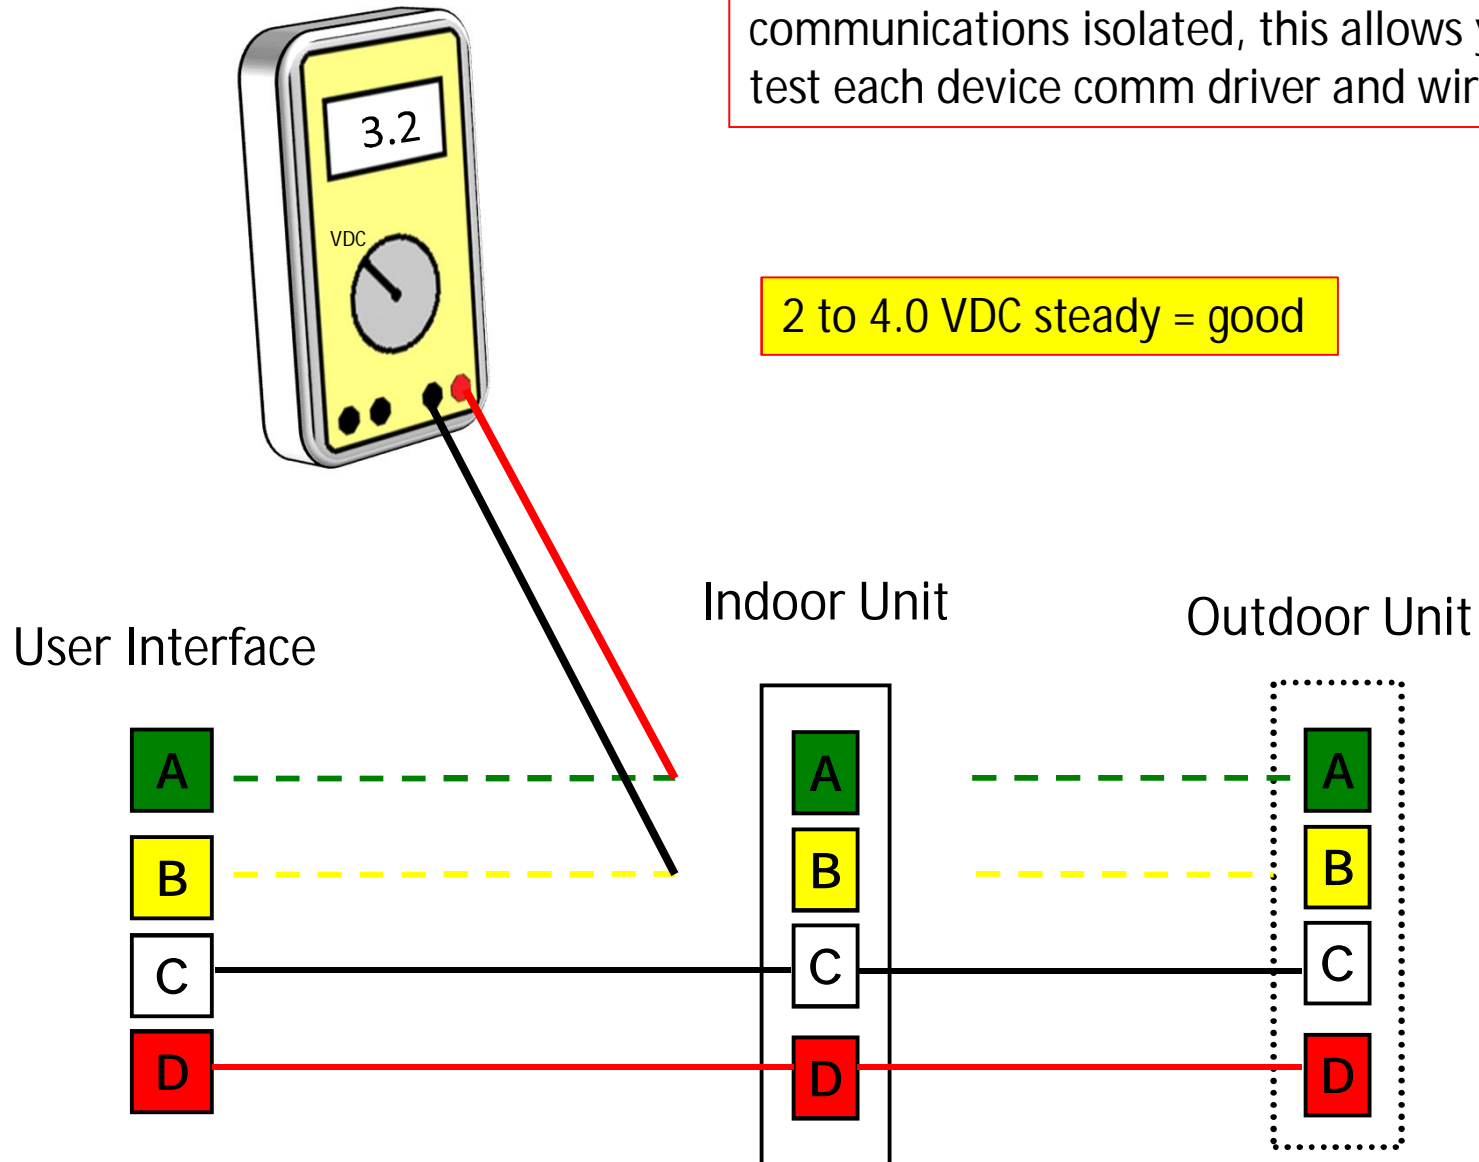 communications isolated, this allows
test each device comm driver and
3.2
VDC
2 to 4.0 VDC steady = good
Indoor Unit
Outdoor Unit
User Interface
A
A
A
B
B
B
C
C
C
D
D
D